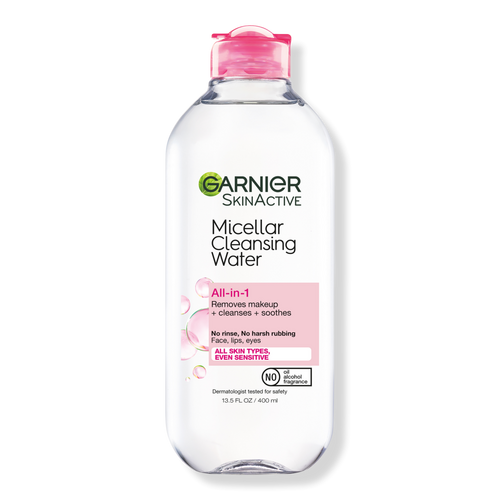 GARNIER
SKINACTIVE
Micellar
Cleansing
Water
All-in-1
Removes makeup
+ cleanses + soothes
No rinse, No harsh rubbing
Face, lips, eyes
ALL SKIN TYPES,
EVEN SENSITIVE
NO
oil
alcohol
fragrance
Dermatologist tested for safety
13.5 FL OZ / 400 ml